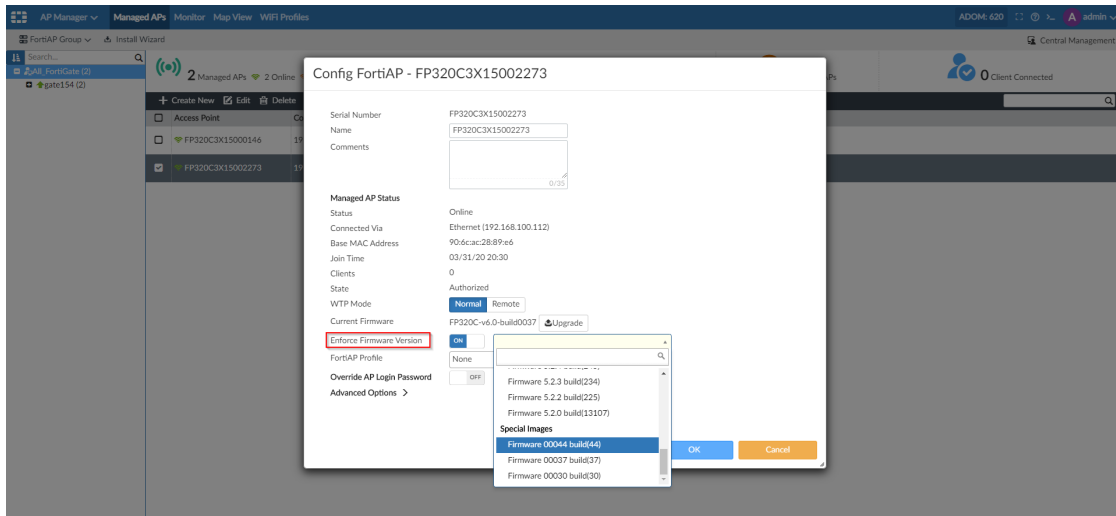 AP Manager Managed APs Monitor Map View WiFi Profiles ADOM: 620 A admin
FortiAP Group Install Wizard Central Management
Search...
All_FortiGate (2)
gate154 (2)
2 Managed APs 2 Online
APs
0 Client Connected
Create New Edit Delete
Access Point Co
FP320C3X15000146 19
FP320C3X15002273 19
Config FortiAP - FP320C3X15002273
Serial Number FP320C3X15002273
Name FP320C3X15002273
Comments
0/35
Managed AP Status
Status Online
Connected Via Ethernet (192.168.100.112)
Base MAC Address 90:6c:ac:28:89:e6
Join Time 03/31/20 20:30
Clients 0
State Authorized
WTP Mode Normal Remote
Current Firmware FP320C-v6.0-build0037 Upgrade
Enforce Firmware Version ON
FortiAP Profile None
Override AP Login Password OFF
Advanced Options >
Firmware 5.2.3 build(234)
Firmware 5.2.2 build(225)
Firmware 5.2.0 build(13107)
Special Images
Firmware 00044 build(44)
Firmware 00037 build(37)
Firmware 00030 build(30)
OK Cancel